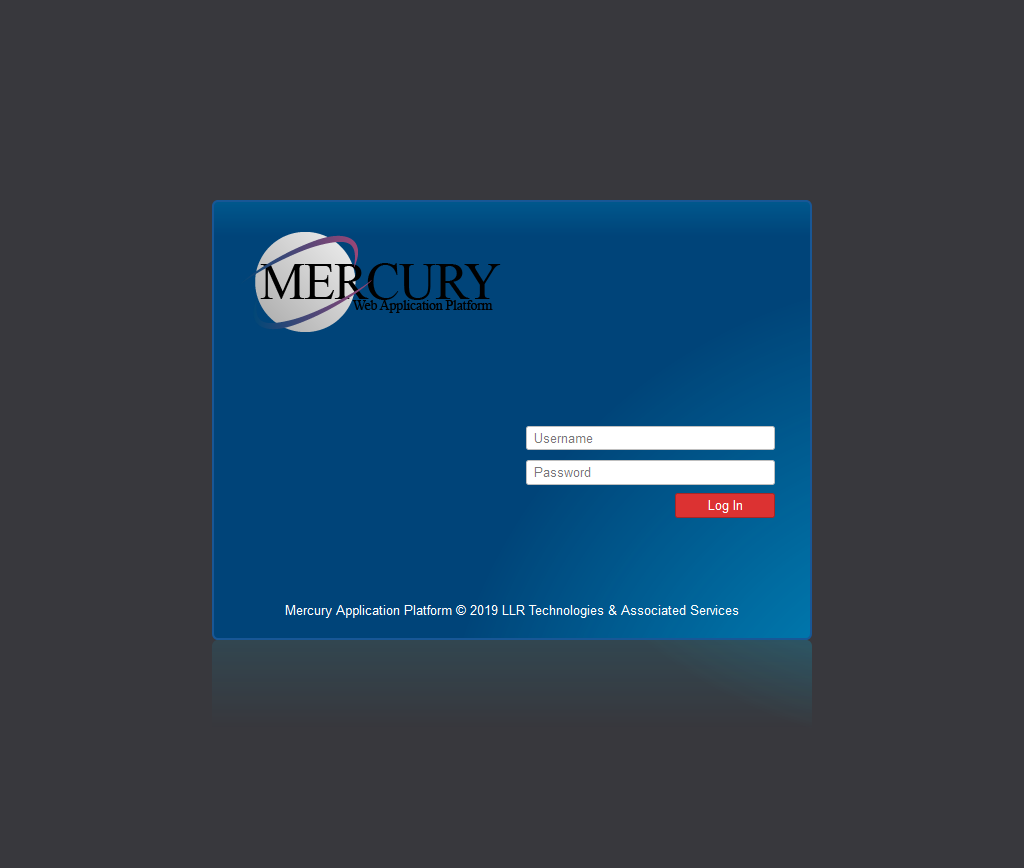 MERCURY
Web Application Platform
Username
Password
Log In
Mercury Application Platform © 2019 LLR Technologies & Associated Services